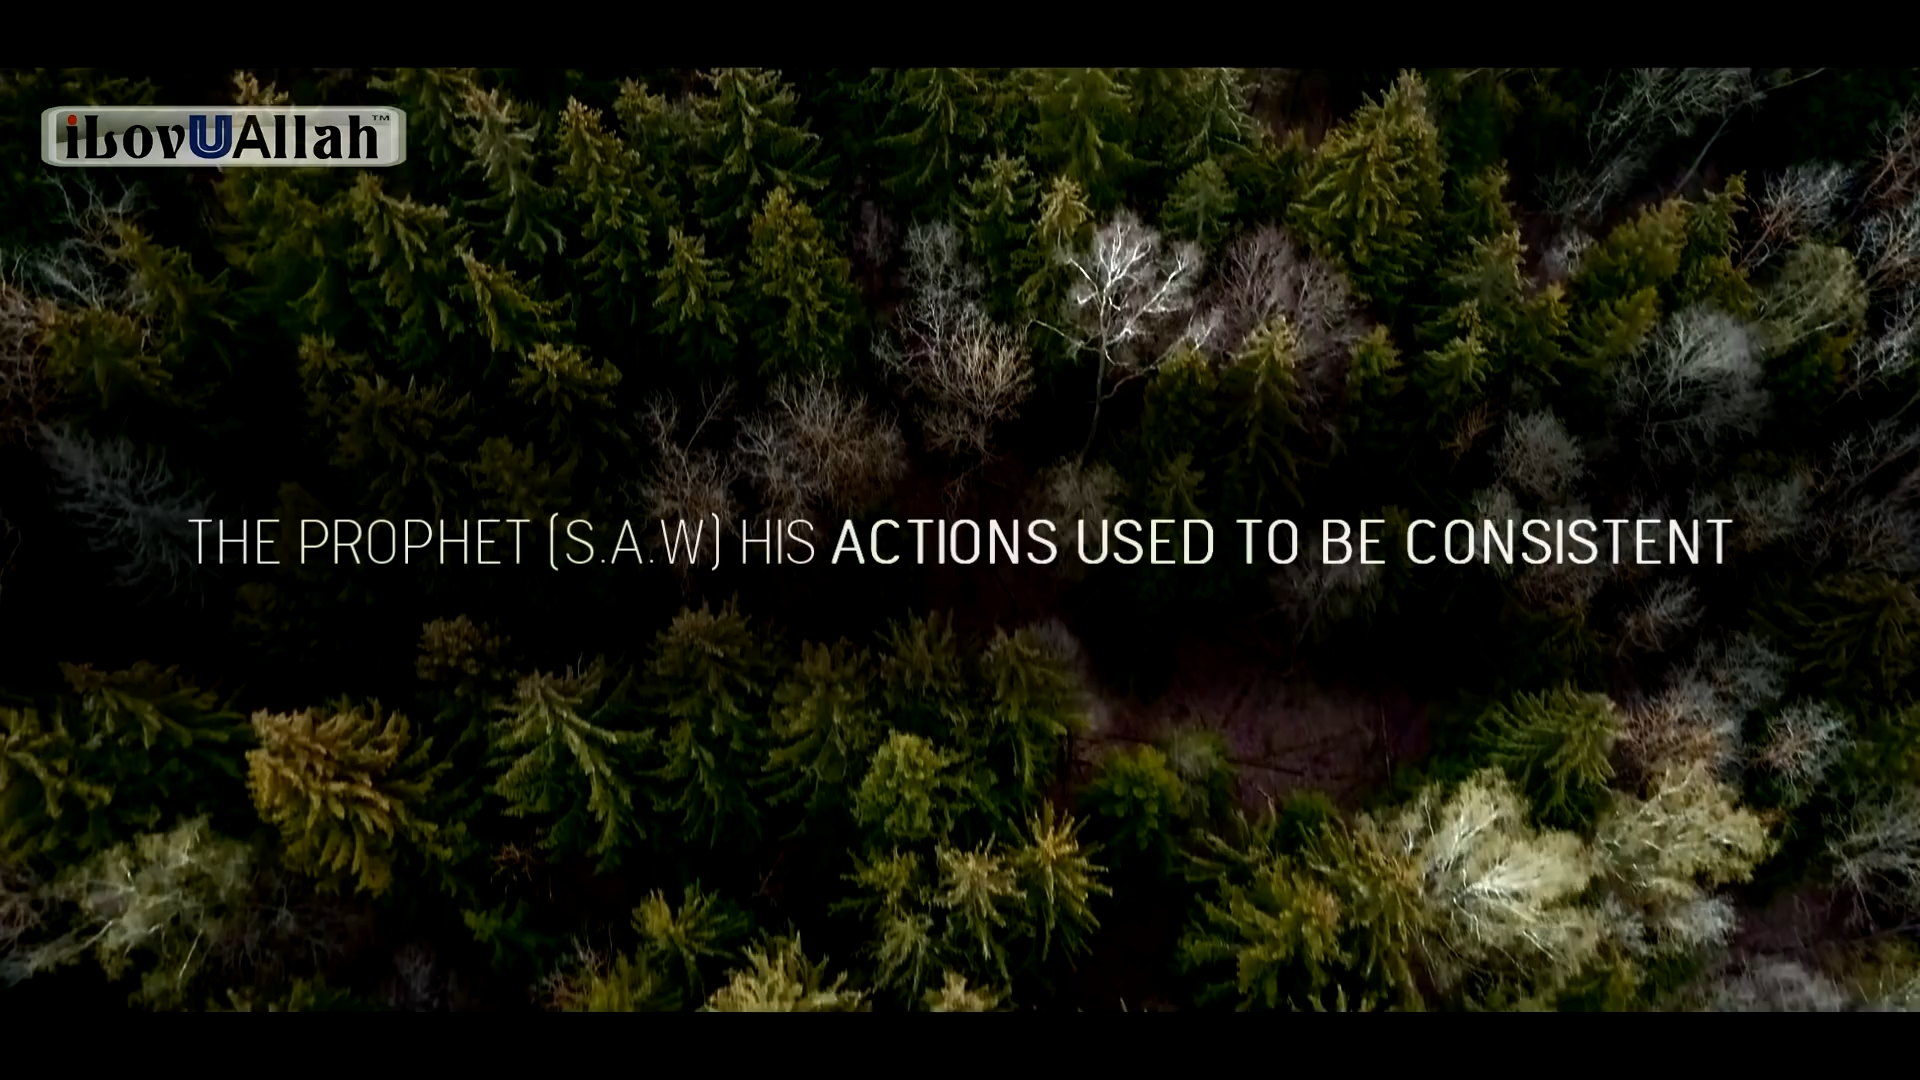 iLovUAllah™
THE PROPHET (S.A.W) HIS ACTIONS USED TO BE CONSISTENT